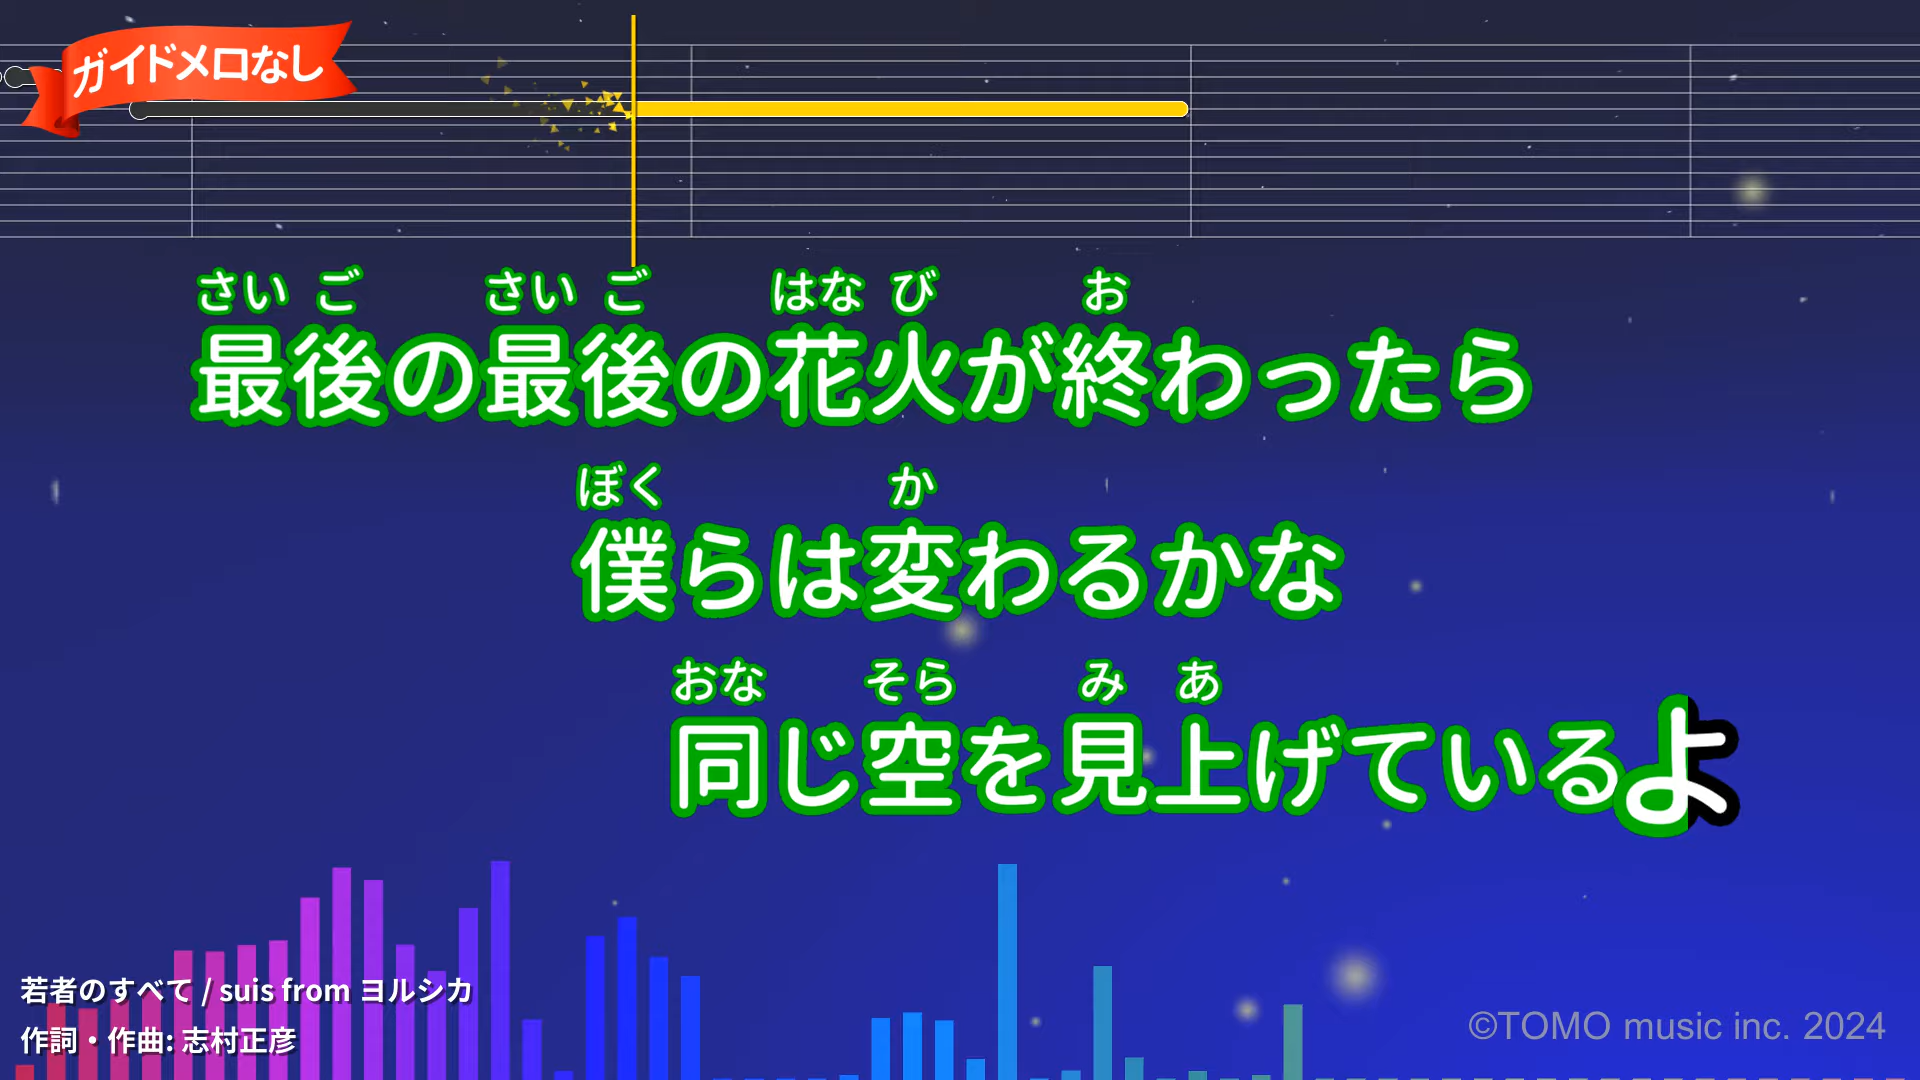 ガイドメロなし
さい ご さい ご はな び お
最後の最後の花火が終わったら
ぼく か
僕らは変わるかな
おな そら み あ
同じ空を見上げているよ
若者のすべて / suis from ヨルシカ
作詞・作曲: 志村正彦
©TOMO music inc. 2024